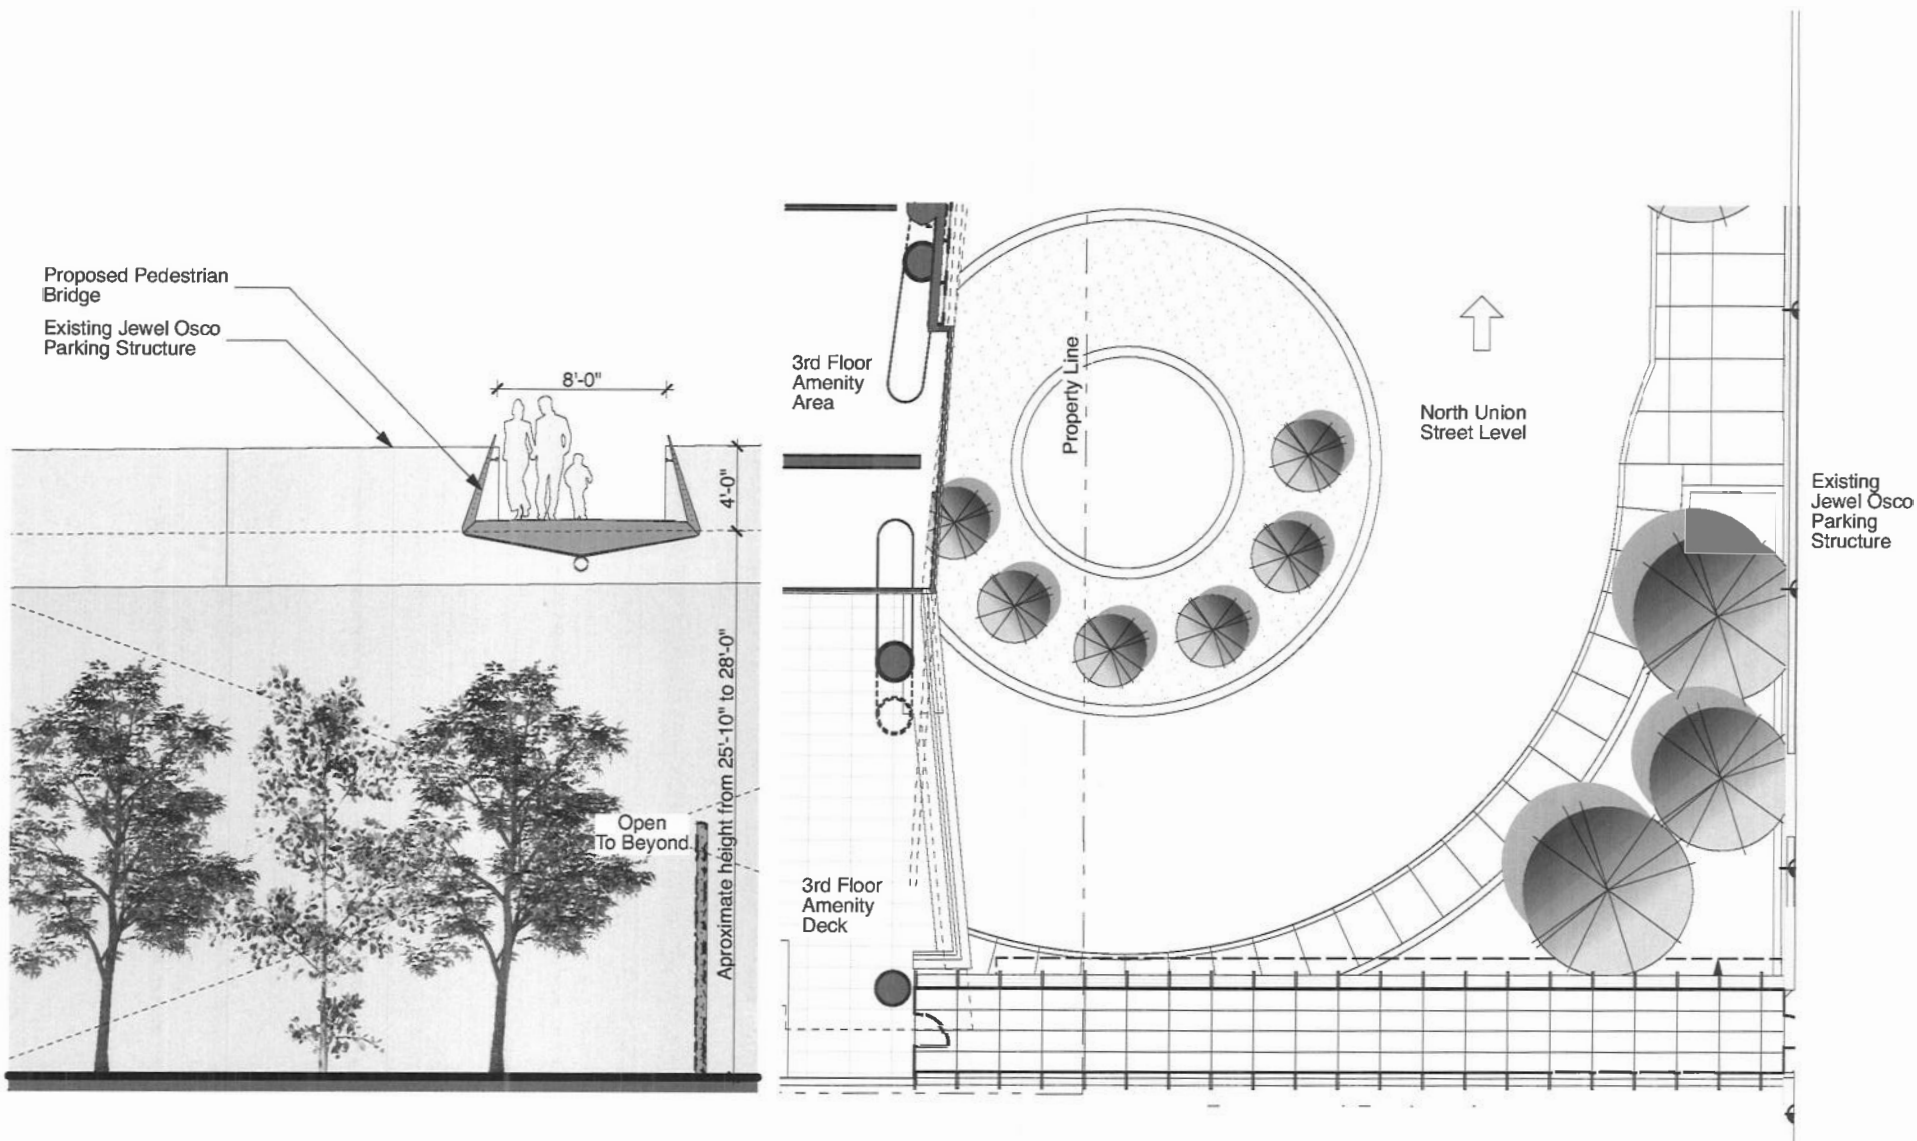 Proposed Pedestrian
Bridge
Existing Jewel Osco
Parking Structure
8'-0"
4'-0"
Aproximate height from 25'-10" to 28'-0"
Open
To Beyond
3rd Floor
Amenity
Area
Property Line
North Union
Street Level
Existing
Jewel Osco
Parking
Structure
3rd Floor
Amenity
Deck